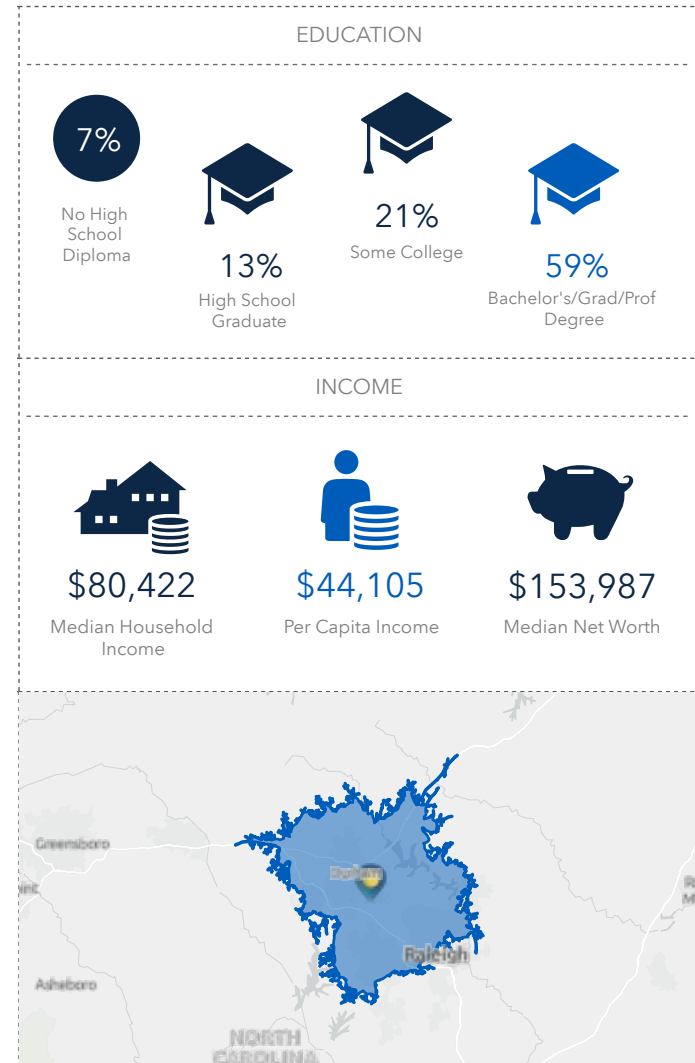 EDUCATION
7%
No High
School
Diploma
13%
High School
Graduate
21%
Some College
59%
Bachelor's/Grad/Prof
Degree
INCOME
$80,422
Median Household
Income
$44,105
Per Capita Income
$153,987
Median Net Worth
Greensboro
Durham
Raleigh
Asheboro
NORTH
CAROLINA